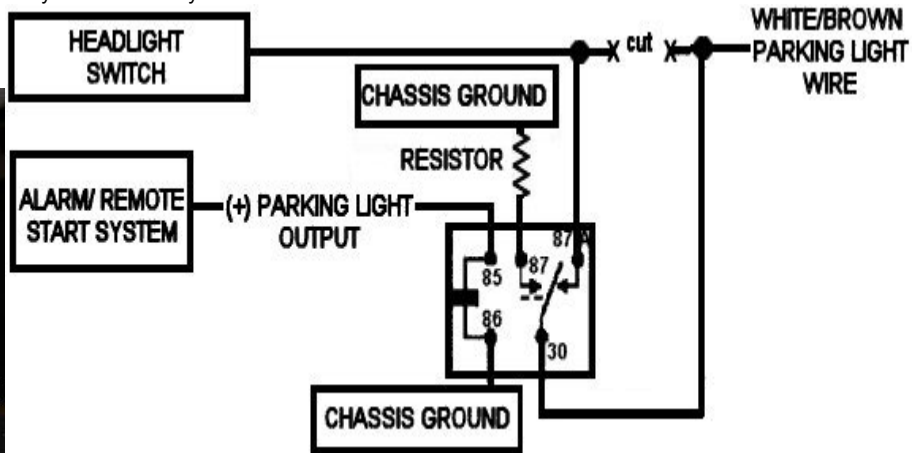 HEADLIGHT
SWITCH
cut
WHITE/BROWN
PARKING LIGHT
WIRE
CHASSIS GROUND
RESISTOR
ALARM/ REMOTE
START SYSTEM
(+) PARKING LIGHT
OUTPUT
85
87
87A
86
30
CHASSIS GROUND